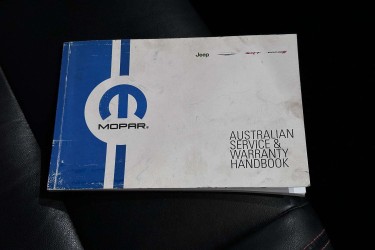 Jeep
MOPAR®
AUSTRALIAN
SERVICE &
WARRANTY
HANDBOOK